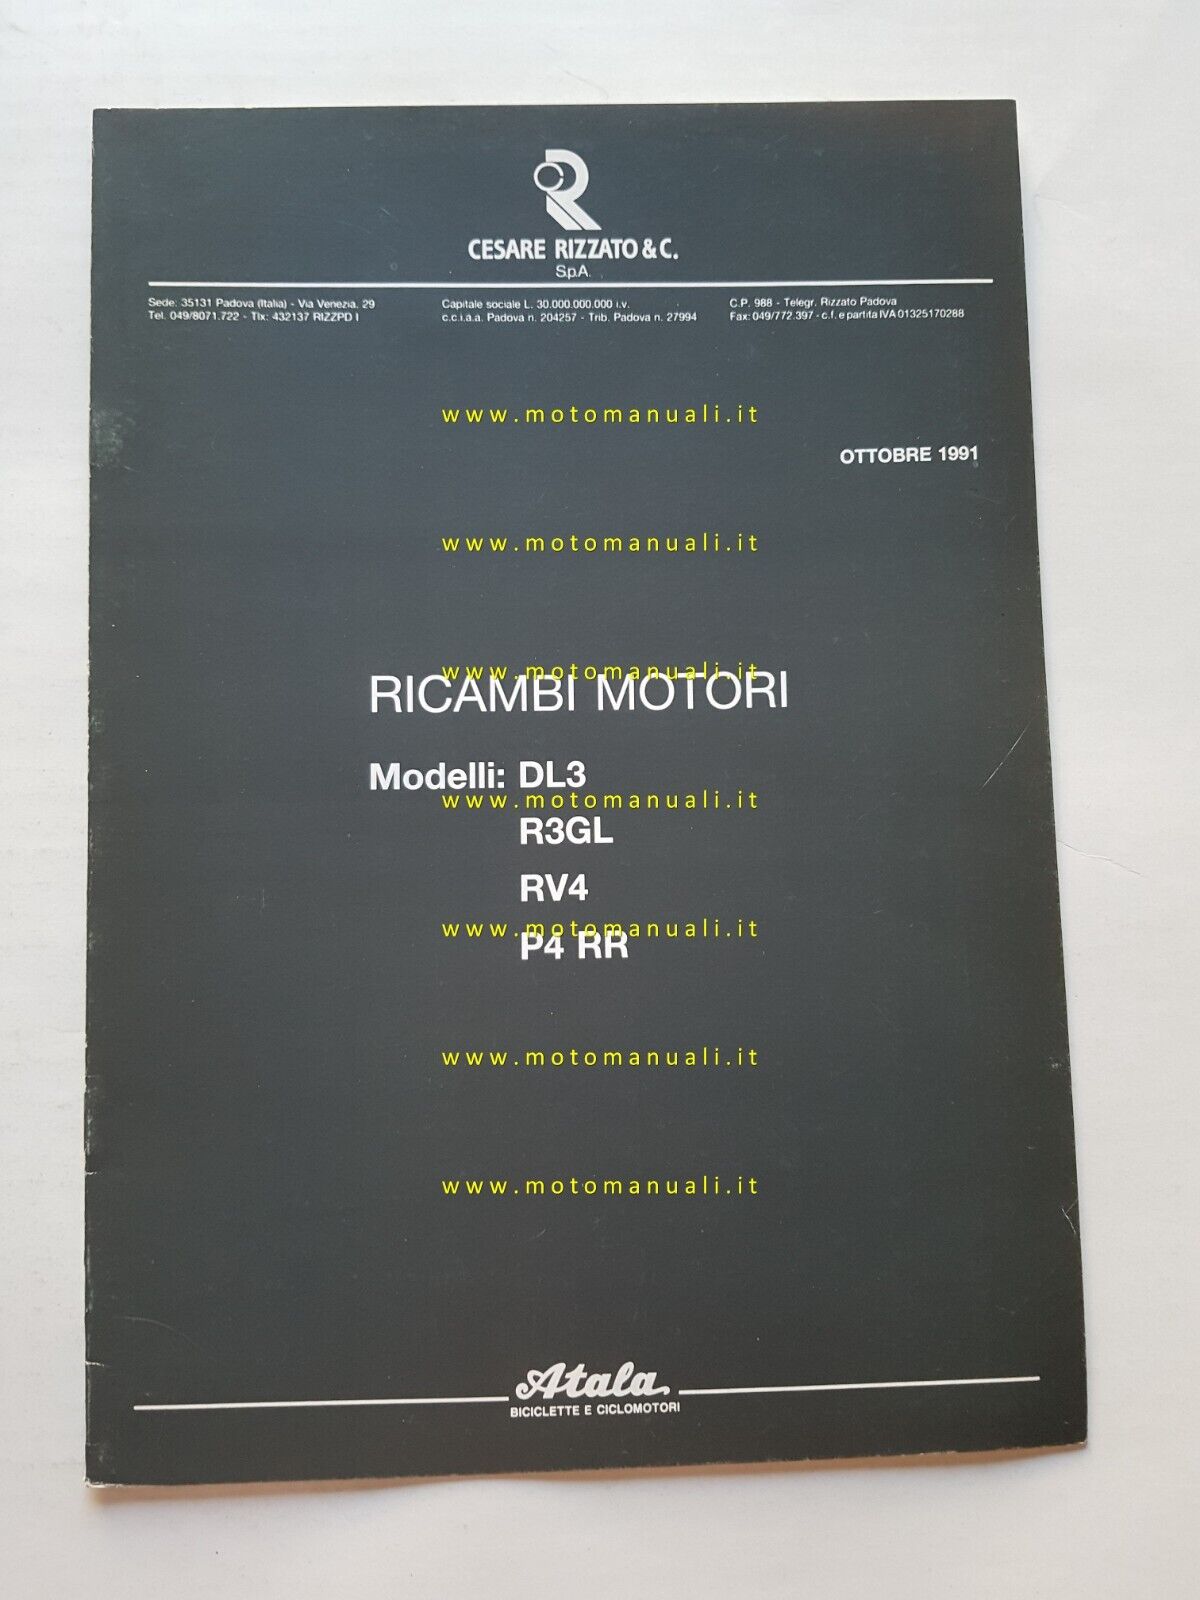 CESARE RIZZATO & C.
S.p.A.
Sede: 35131 Padova (Italia) - Via Venezia, 29
Tel. 049/8071.722 - Tlx: 432137 RIZZPD I
Capitale sociale L. 30.000.000.000 i.v.
c.c.i.a.a. Padova n. 204257 - Trib. Padova n. 27994
C.P. 988 - Telegr. Rizzato Padova
Fax: 049/772.397 - c.f. e partita IVA 01325170288
www.motomanuali.it
OTTOBRE 1991
www.motomanuali.it
www.motomanuali.it
RICAMBI MOTORI
Modelli: DL3
www.motomanuali.it
R3GL
RV4
www.motomanuali.it
P4 RR
www.motomanuali.it
www.motomanuali.it
Atala
BICICLETTE E CICLOMOTORI